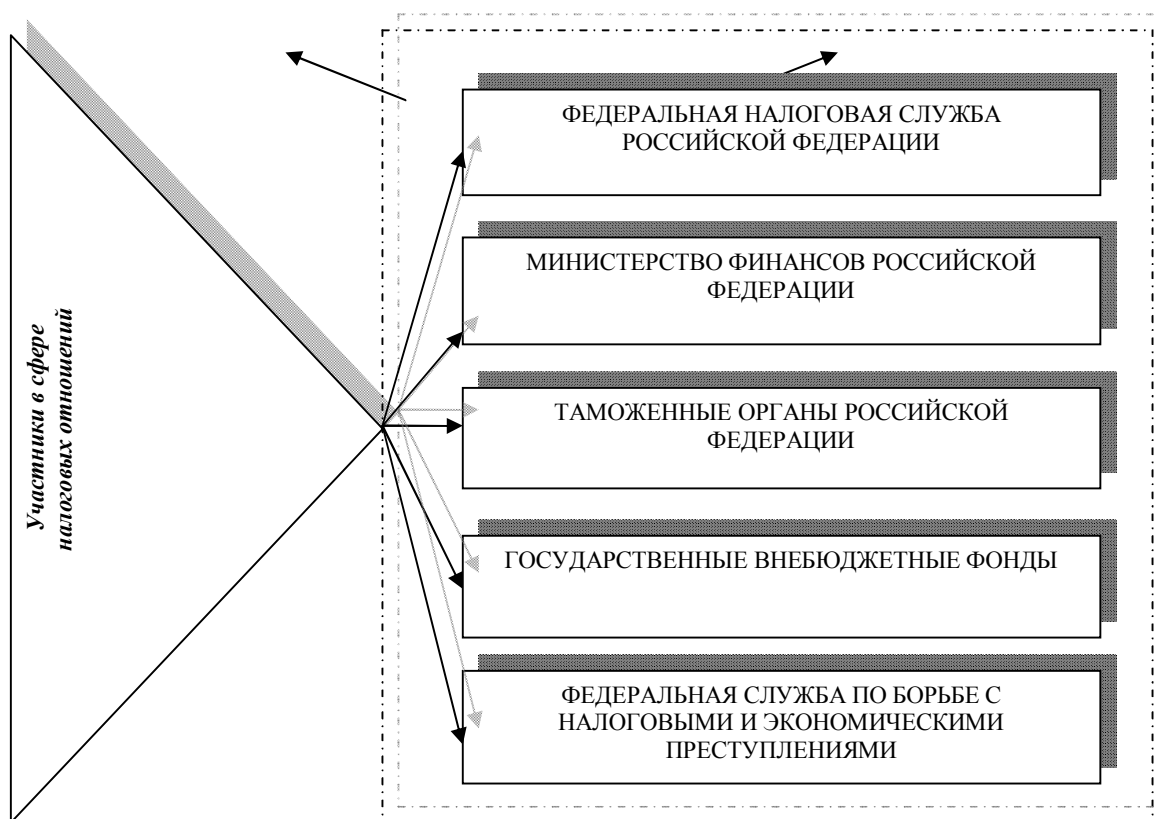 Участники в сфере
налоговых отношений
ФЕДЕРАЛЬНАЯ НАЛОГОВАЯ СЛУЖБА
РОССИЙСКОЙ ФЕДЕРАЦИИ
МИНИСТЕРСТВО ФИНАНСОВ РОССИЙСКОЙ
ФЕДЕРАЦИИ
ТАМОЖЕННЫЕ ОРГАНЫ РОССИЙСКОЙ
ФЕДЕРАЦИИ
ГОСУДАРСТВЕННЫЕ ВНЕБЮДЖЕТНЫЕ ФОНДЫ
ФЕДЕРАЛЬНАЯ СЛУЖБА ПО БОРЬБЕ С
НАЛОГОВЫМИ И ЭКОНОМИЧЕСКИМИ
ПРЕСТУПЛЕНИЯМИ